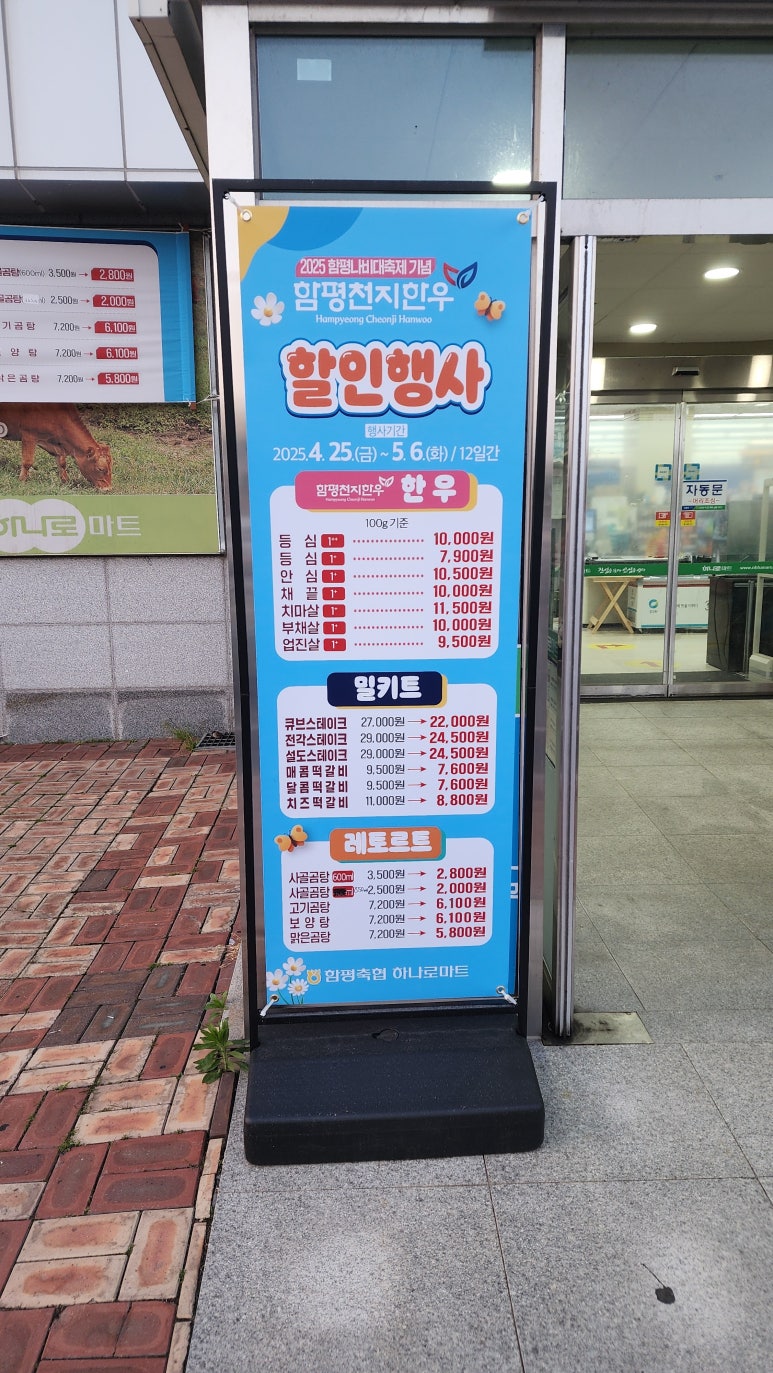 2025 함평나비대축제 기념
함평천지한우
Hampyeong Cheonji Hanwoo
할인행사
행사기간
2025.4. 25.(금) ~ 5. 6.(화) / 12일간
함평천지한우 한우
Hampyeong Cheonji Hanwoo
100g 기준
등 심 1++ 10,000원
등 심 1+ 7,900원
안 심 1+ 10,500원
채 끝 1+ 10,000원
치마살 1+ 11,500원
부채살 1+ 10,000원
업진살 1+ 9,500원
밀키트
큐브스테이크 27,000원 → 22,000원
전각스테이크 29,000원 → 24,500원
설도스테이크 29,000원 → 24,500원
매콤떡갈비 9,500원 → 7,600원
달콤떡갈비 9,500원 → 7,600원
치즈떡갈비 11,000원 → 8,800원
레토르트
사골곰탕 600ml 3,500원 → 2,800원
사골곰탕 2,500원 → 2,000원
고기곰탕 7,200원 → 6,100원
보양탕 7,200원 → 6,100원
맑은곰탕 7,200원 → 5,800원
함평축협 하나로마트
골곰탕(600ml) 3,500원 → 2,800원
골곰탕 2,500원 → 2,000원
기곰탕 7,200원 → 6,100원
양 탕 7,200원 → 6,100원
맑은곰탕 7,200원 → 5,800원
하나로마트
자동문
하나로마트